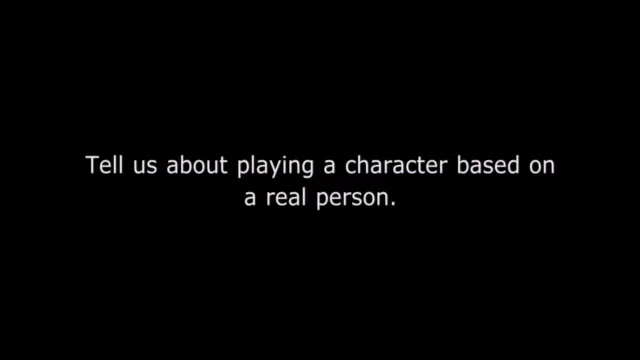 Tell us about playing a character based on
a real person.